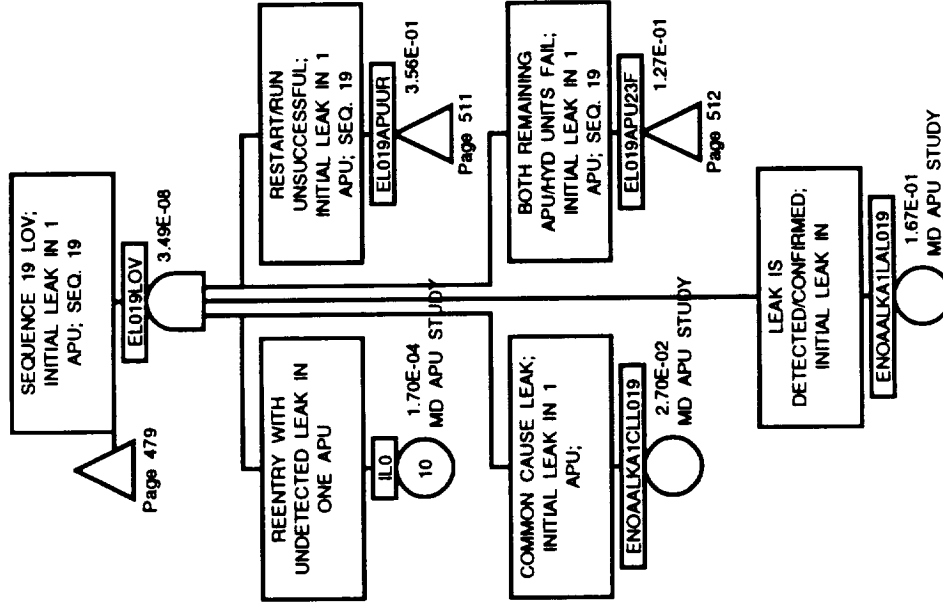 SEQUENCE 19 LOV;
INITIAL LEAK IN 1
APU; SEQ. 19
EL019LOV
3.49E-08
Page 479
REENTRY WITH
UNDETECTED LEAK IN
ONE APU
IL0
10
1.70E-04
MD APU STUDY
RESTART/RUN
UNSUCCESSFUL;
INITIAL LEAK IN 1
APU; SEQ. 19
EL019APUUR
3.56E-01
Page 511
COMMON CAUSE LEAK;
INITIAL LEAK IN 1
APU;
ENOAALKA1CLL019
2.70E-02
MD APU STUDY
BOTH REMAINING
APU/HYD UNITS FAIL;
INITIAL LEAK IN 1
APU; SEQ. 19
EL019APU23F
1.27E-01
Page 512
LEAK IS
DETECTED/CONFIRMED;
INITIAL LEAK IN
ENOAALKA1LAL019
1.67E-01
MD APU STUDY